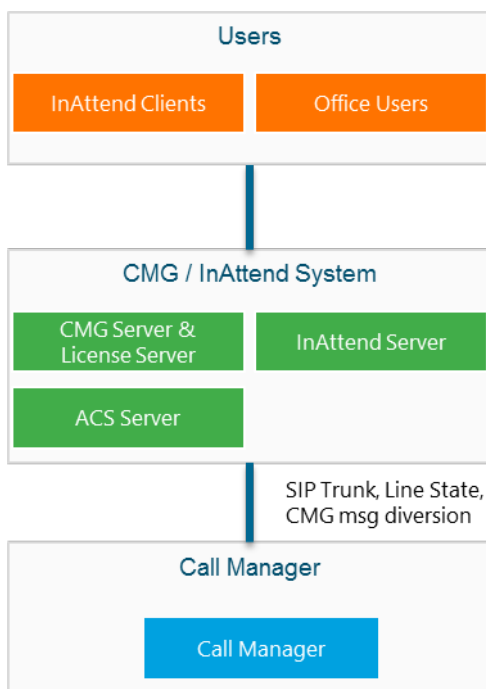 Users
InAttend Clients
Office Users
CMG / InAttend System
CMG Server &
License Server
InAttend Server
ACS Server
SIP Trunk, Line State,
CMG msg diversion
Call Manager
Call Manager